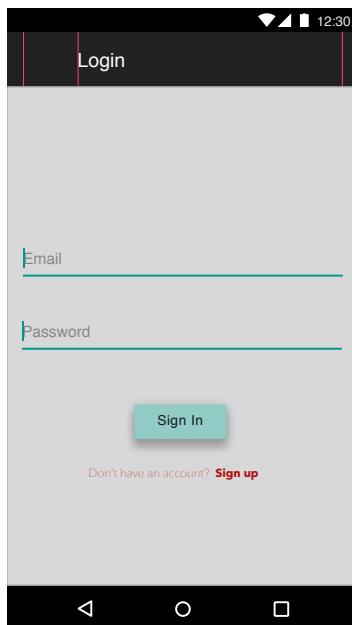 12:30
Login
Email
Password
Sign In
Don't have an account? Sign up